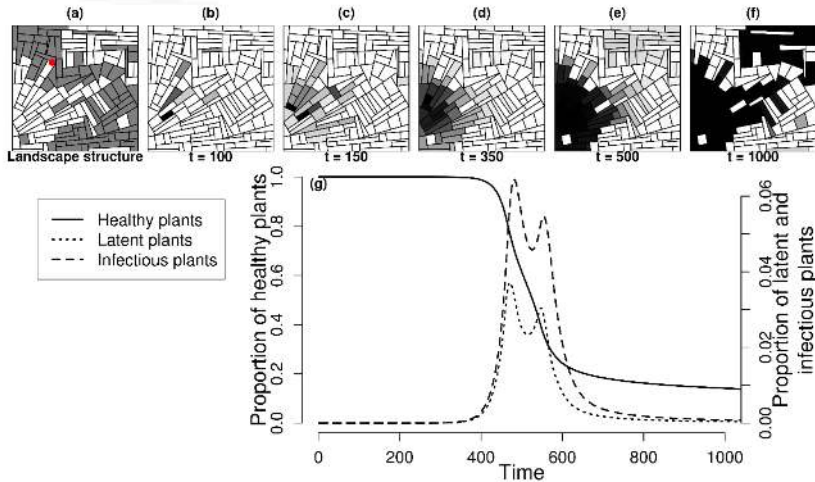 (a) (b) (c) (d) (e) (f)
Landscape structure t = 100 t = 150 t = 350 t = 500 t = 1000
(g)
Healthy plants
Latent plants
Infectious plants
Proportion of healthy plants
0.0 0.2 0.4 0.6 0.8 1.0
Proportion of latent and
infectious plants
0.00 0.02 0.04 0.06
0 200 400 600 800 1000
Time